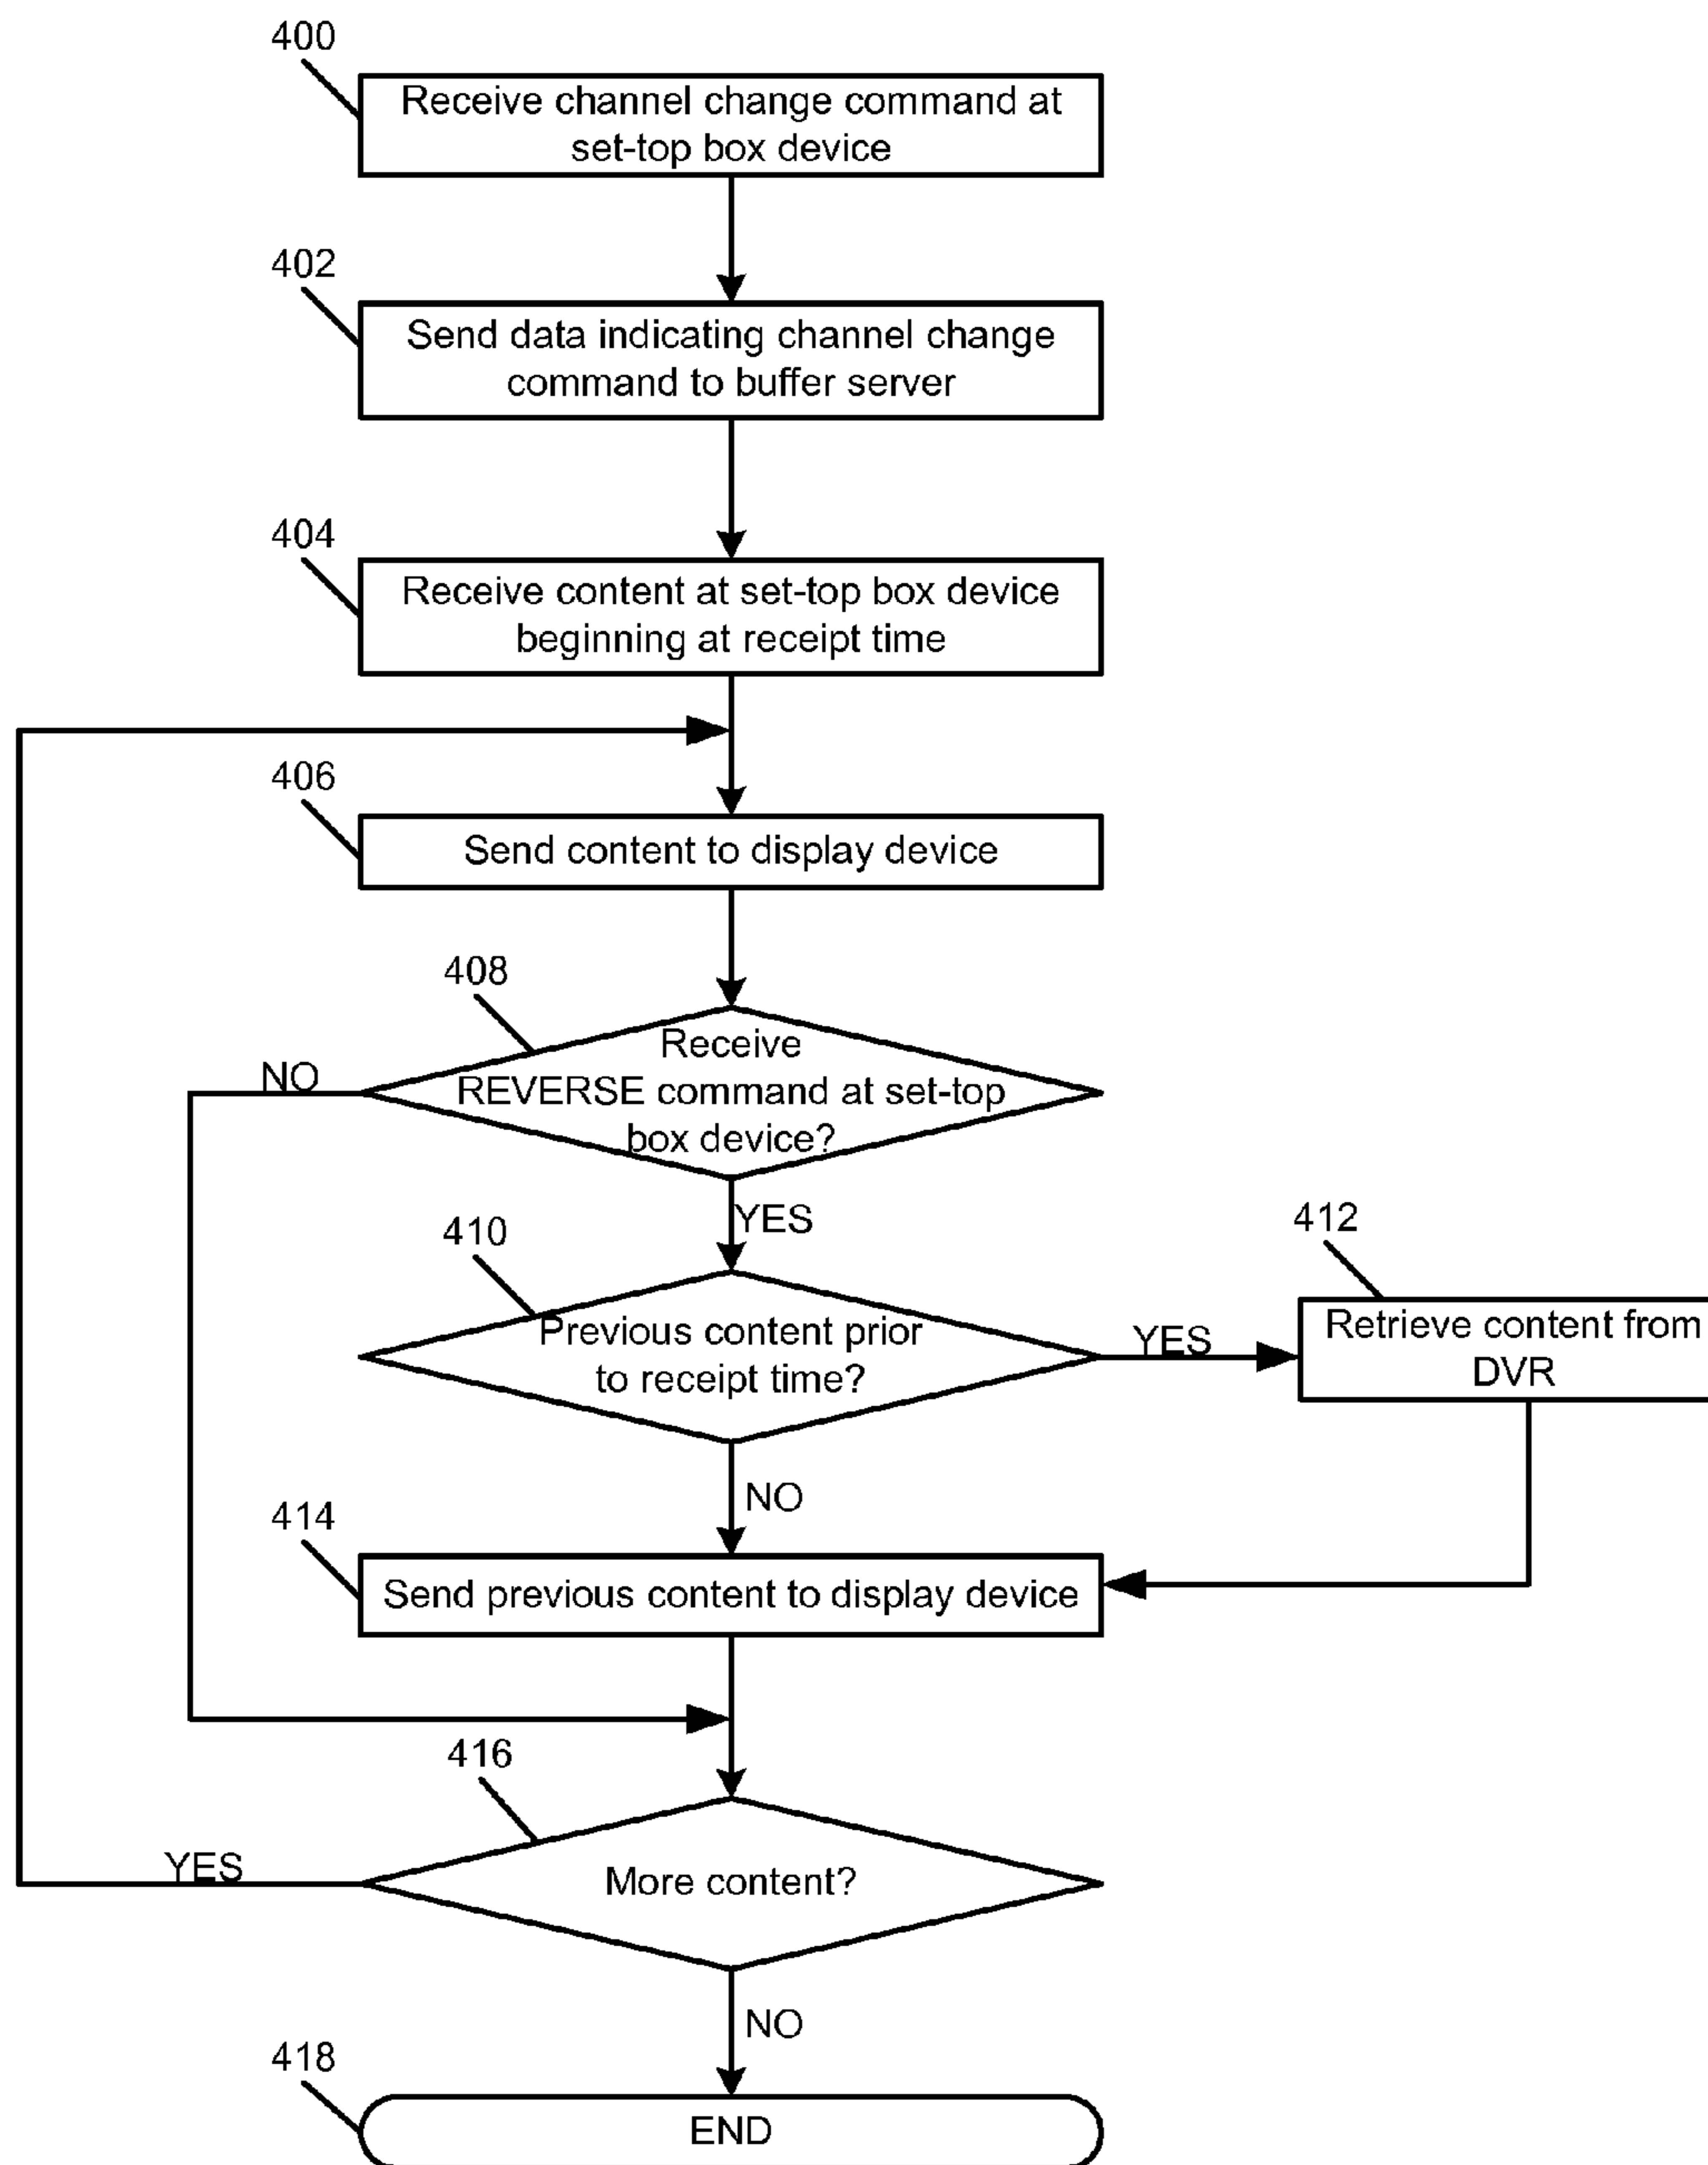 400
Receive channel change command at
set-top box device
402
Send data indicating channel change
command to buffer server
404
Receive content at set-top box device
beginning at receipt time
406
Send content to display device
408
Receive
REVERSE command at set-top
box device?
NO
YES
410
Previous content prior
to receipt time?
YES
412
Retrieve content from
DVR
NO
414
Send previous content to display device
416
More content?
YES
NO
418
END